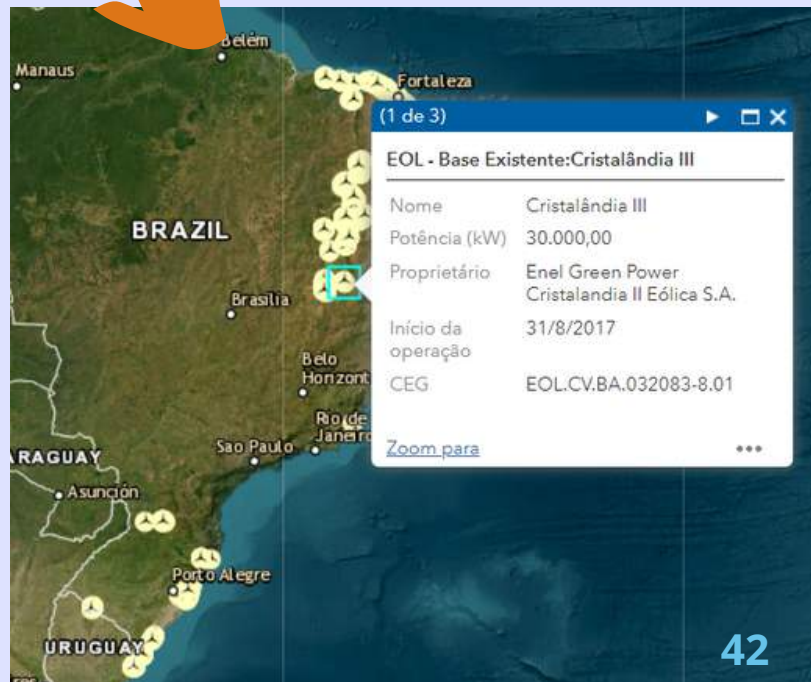 Belém
Manaus
Fortaleza
(1 de 3)
EOL - Base Existente:Cristalândia III
Nome Cristalândia III
Potência (kW) 30.000,00
Proprietário Enel Green Power
Cristalandia II Eólica S.A.
Início da 31/8/2017
operação
CEG EOL.CV.BA.032083-8.01
Zoom para
BRAZIL
Brasília
Belo
Horizont
Rio de
Janeiro
Sao Paulo
RAGUAY
Asunción
Porto Alegre
URUGUAY
42